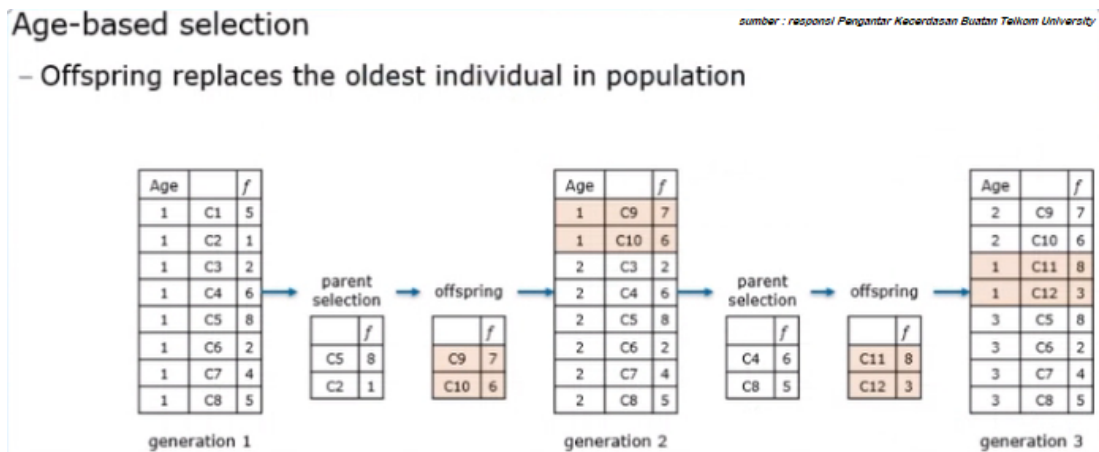 Age-based selection
sumber : responsi Pengantar Kecerdasan Buatan Telkom University
– Offspring replaces the oldest individual in population
Age f
1 C1 5
1 C2 1
1 C3 2
1 C4 6
1 C5 8
1 C6 2
1 C7 4
1 C8 5
generation 1
parent
selection
f
C5 8
C2 1
offspring
f
C9 7
C10 6
Age f
1 C9 7
1 C10 6
2 C3 2
2 C4 6
2 C5 8
2 C6 2
2 C7 4
2 C8 5
generation 2
parent
selection
f
C4 6
C8 5
offspring
f
C11 8
C12 3
Age f
2 C9 7
2 C10 6
1 C11 8
1 C12 3
3 C5 8
3 C6 2
3 C7 4
3 C8 5
generation 3